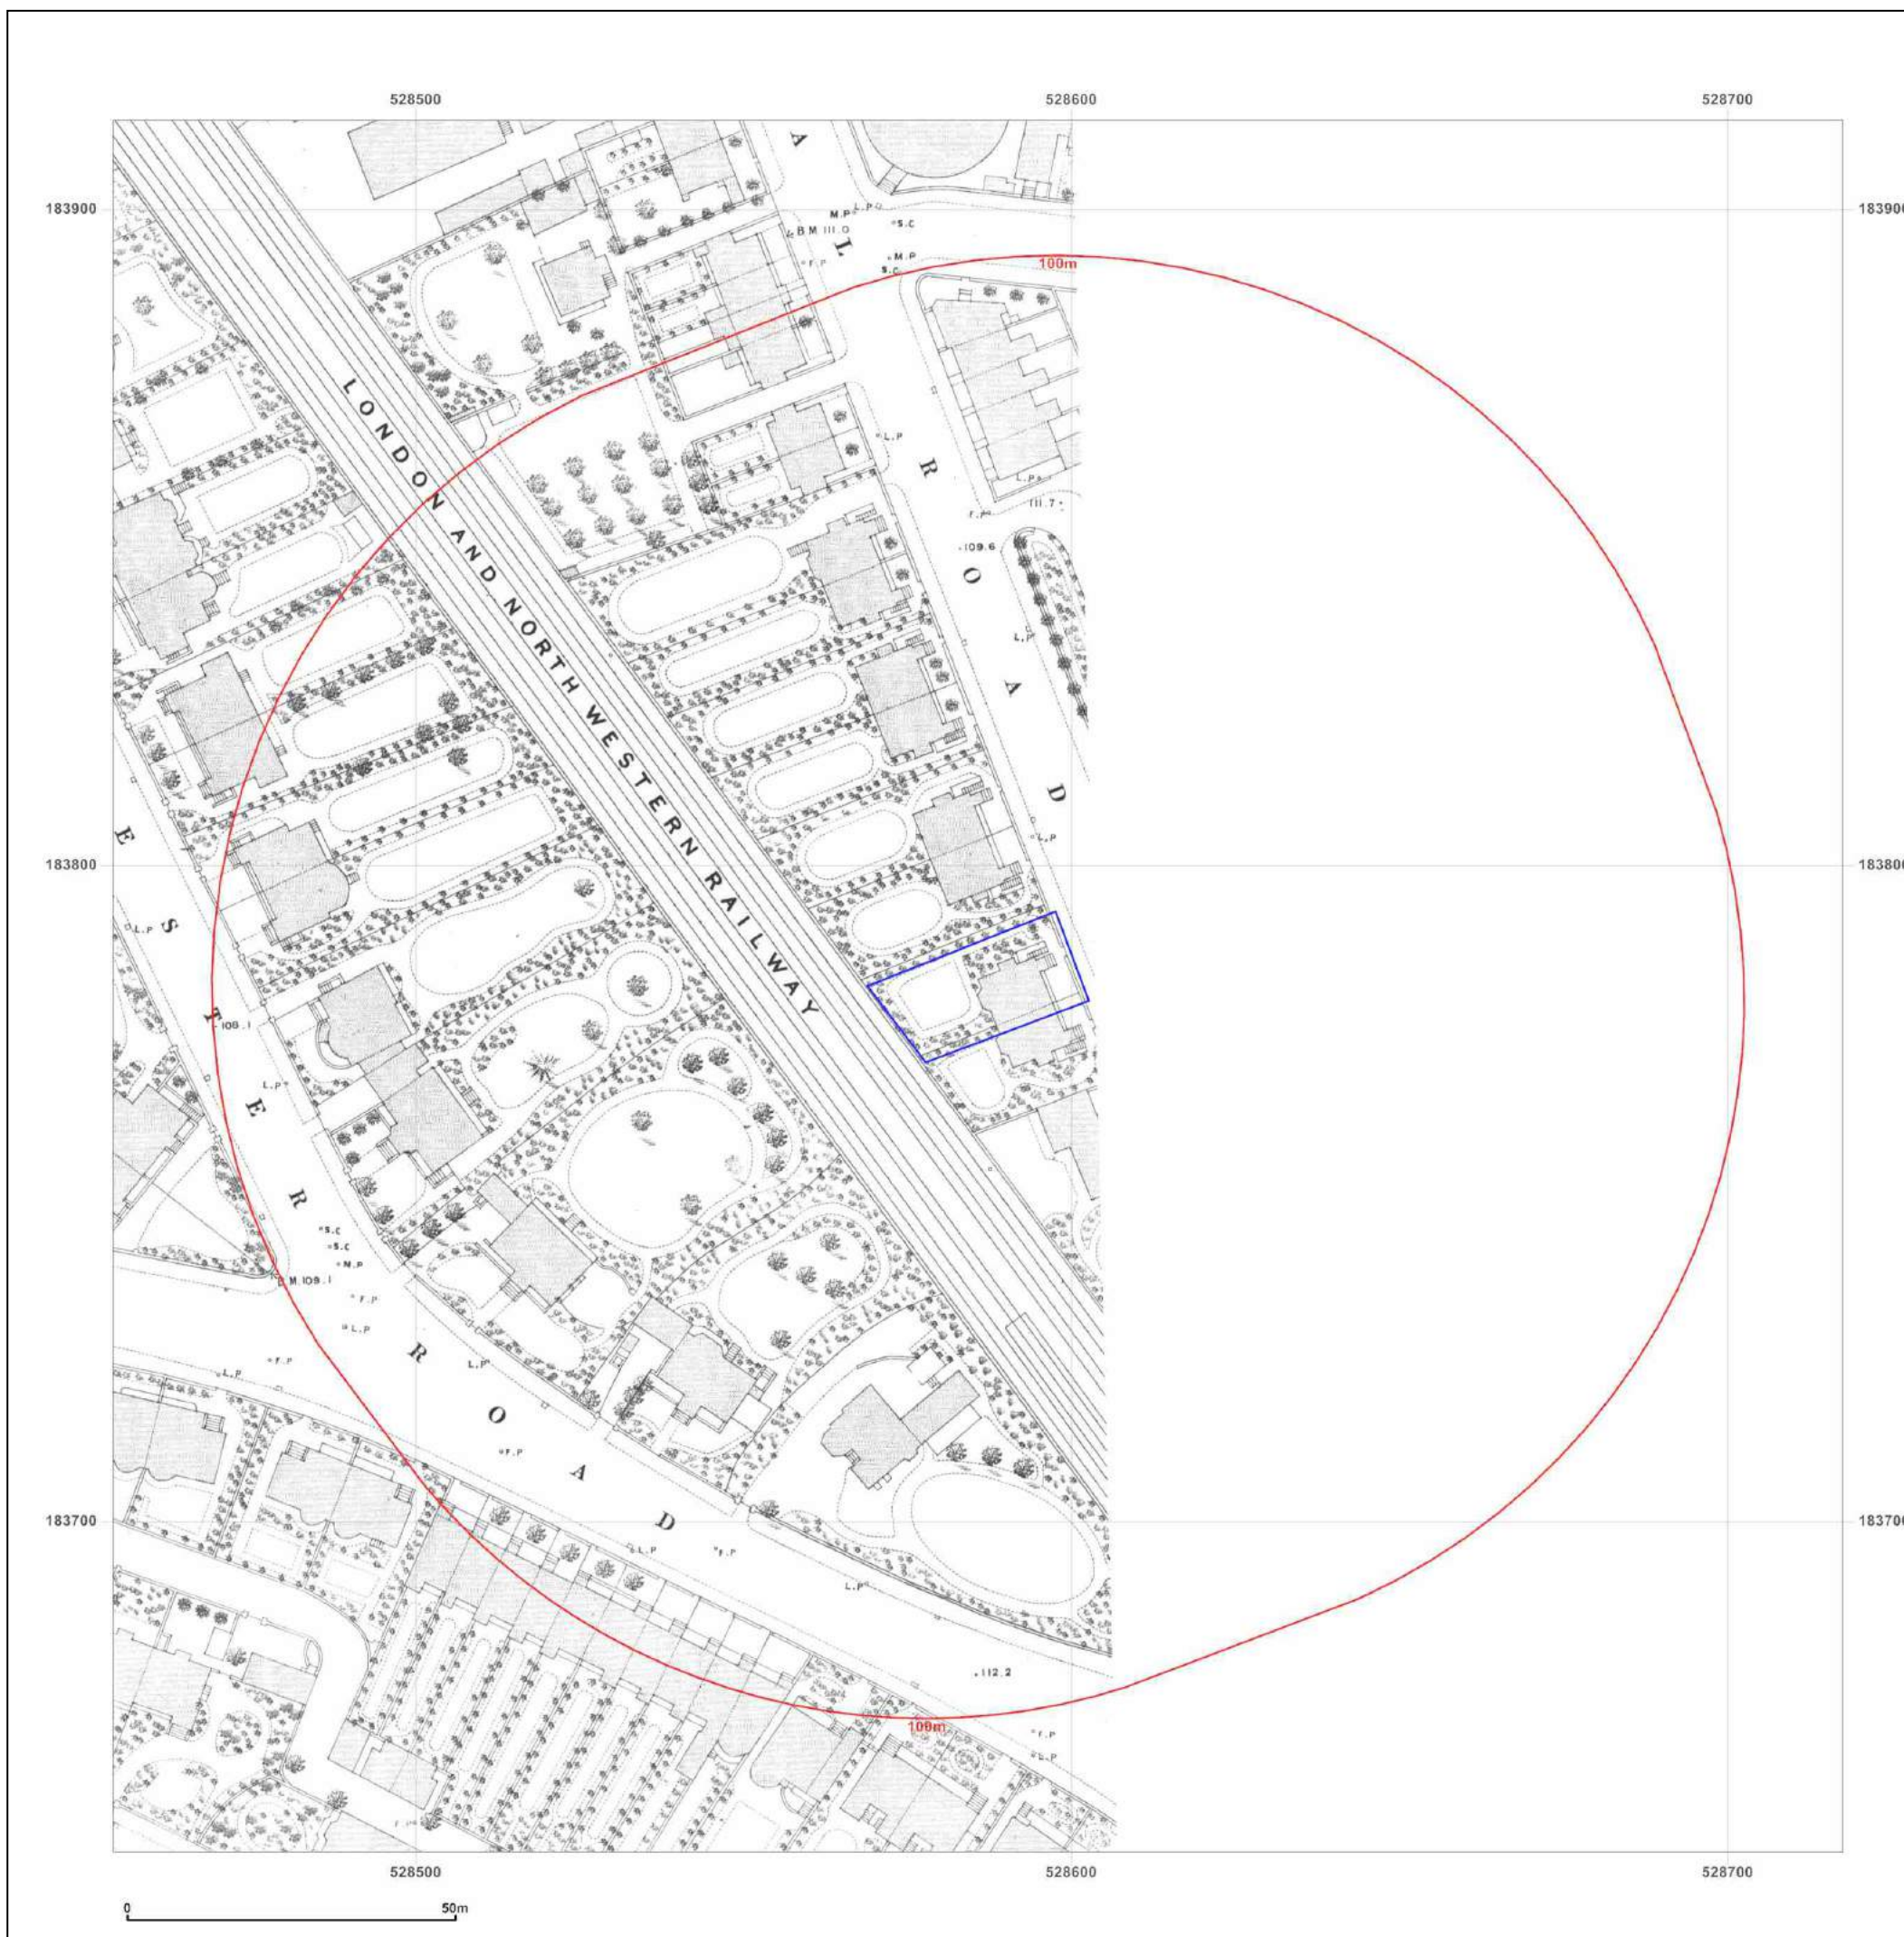 528500
528600
528700
183900
183900
A
L
M.P
L.P
S.C
B M 111.0
F.P
M.P
S.C
100m
LONDON AND NORTH WESTERN RAILWAY
R
O
A
D
L.P
L.P
111.7
F.P
109.6
L.P
L.P
183800
183800
E
S
T
E
R
L.P
108.1
L.P
S.C
S.C
M.P
B M. 109.1
F.P
L.P
F.P
L.P
R
O
A
D
L.P
F.P
183700
183700
L.P
F.P
L.P
112.2
100m
F.P
L.P
F.P
528500
528600
528700
0
50m